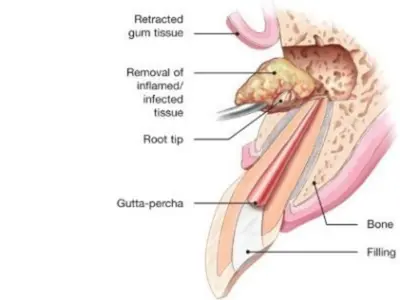 Retracted
gum tissue
Removal of
inflamed/
infected
tissue
Root tip
Gutta-percha
Bone
Filling